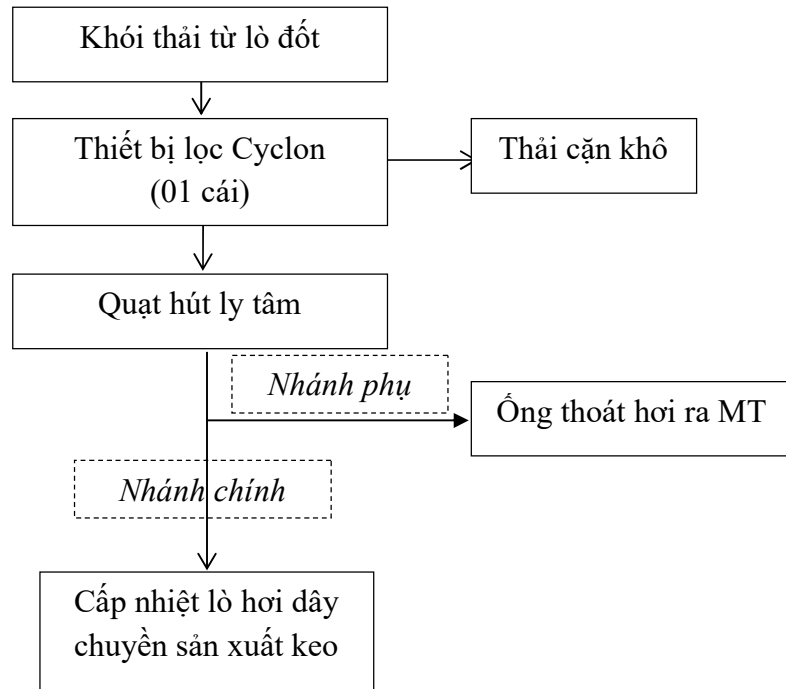 Khói thải từ lò đốt
Thiết bị lọc Cyclon
(01 cái)
Thải cặn khô
Quạt hút ly tâm
Nhánh phụ
Ống thoát hơi ra MT
Nhánh chính
Cấp nhiệt lò hơi dây
chuyền sản xuất keo